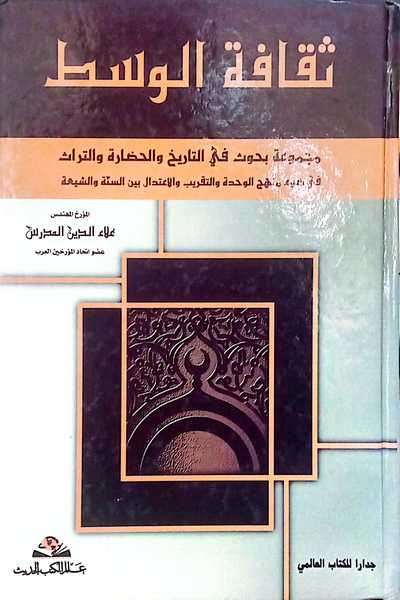 ثقافة الوسط
مجموعة بحوث في التاريخ والحضارة والتراث
في ضوء منهج الوحدة والتقريب والاعتدال بين السنّة والشيعة
المؤرخ المهندس
علاء الدين المدرس
عضو اتحاد المؤرخين العرب
جدارا للكتاب العالمي
عالم الكتب الحديث